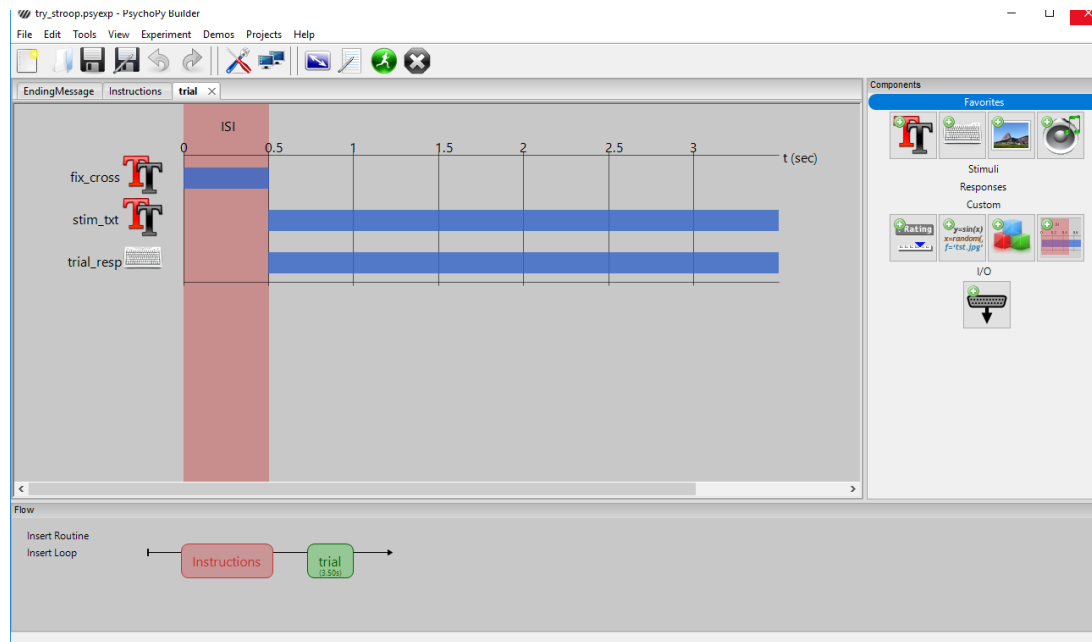 try_stroop.psyexp - PsychoPy Builder
File Edit Tools View Experiment Demos Projects Help
EndingMessage Instructions trial
Components
Favorites
Stimuli
Responses
Custom
Rating
y=sin(x)
x=random(,
f='tst.jpg'
I/O
ISI
0 0.5 1 1.5 2 2.5 3 t (sec)
fix_cross
stim_txt
trial_resp
Flow
Insert Routine
Insert Loop
Instructions
trial
(3.50s)